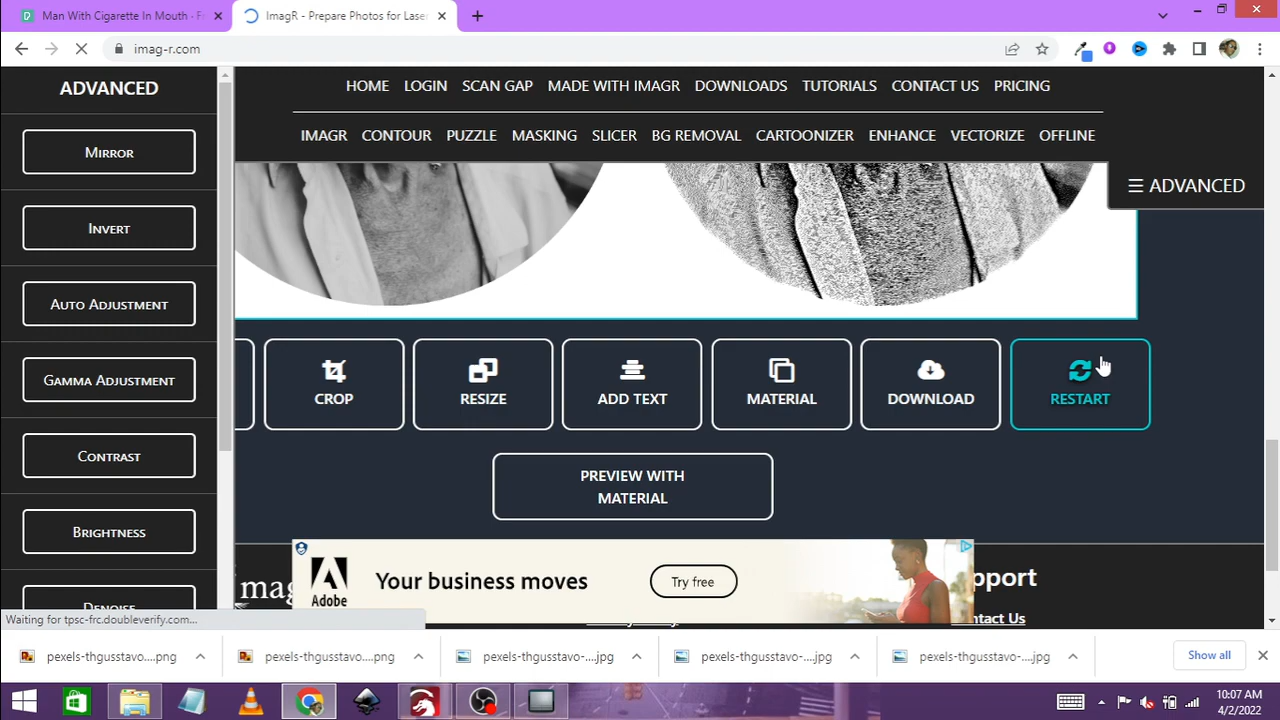 Man With Cigarette In Mouth · Fr
ImagR - Prepare Photos for Laser
imag-r.com
ADVANCED
MIRROR
INVERT
AUTO ADJUSTMENT
GAMMA ADJUSTMENT
CONTRAST
BRIGHTNESS
DENOISE
HOME LOGIN SCAN GAP MADE WITH IMAGR DOWNLOADS TUTORIALS CONTACT US PRICING
IMAGR CONTOUR PUZZLE MASKING SLICER BG REMOVAL CARTOONIZER ENHANCE VECTORIZE OFFLINE
☰ ADVANCED
CROP
RESIZE
ADD TEXT
MATERIAL
DOWNLOAD
RESTART
PREVIEW WITH
MATERIAL
Adobe
Your business moves
Try free
imag
pport
ntact Us
Waiting for tpsc-frc.doubleverify.com...
pexels-thgusstavo....png
pexels-thgusstavo....png
pexels-thgusstavo-....jpg
pexels-thgusstavo-....jpg
pexels-thgusstavo-....jpg
Show all
10:07 AM
4/2/2022